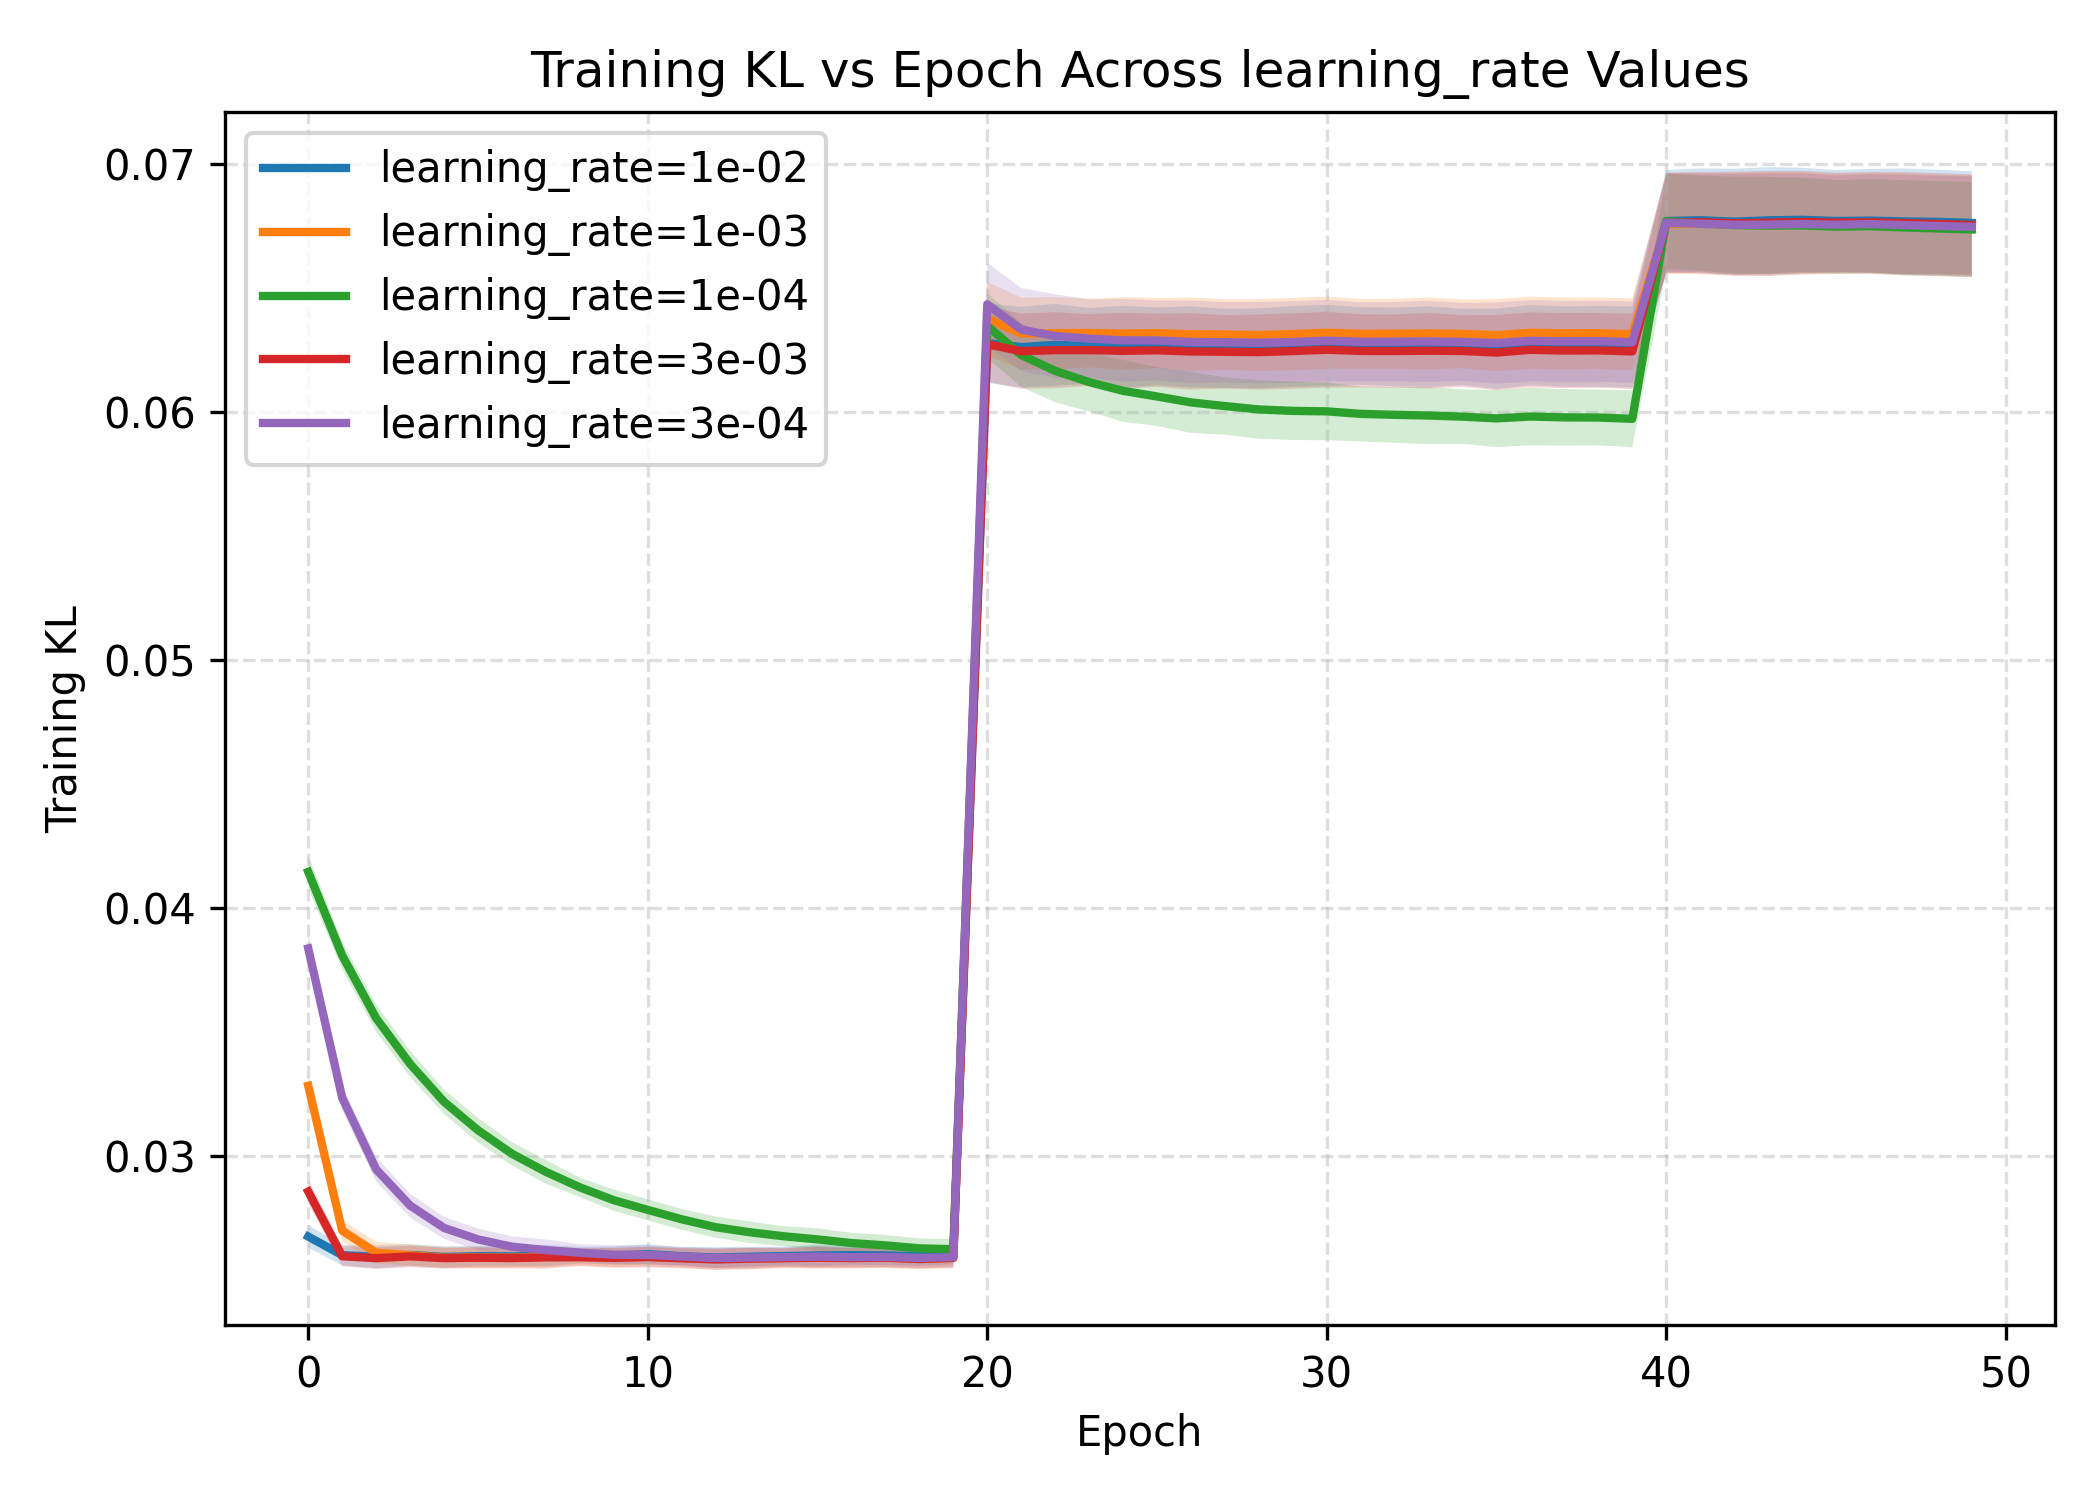 Training KL vs Epoch Across learning_rate Values
learning_rate=1e-02
learning_rate=1e-03
learning_rate=1e-04
learning_rate=3e-03
learning_rate=3e-04
0.07
0.06
0.05
0.04
0.03
Training KL
0 10 20 30 40 50
Epoch